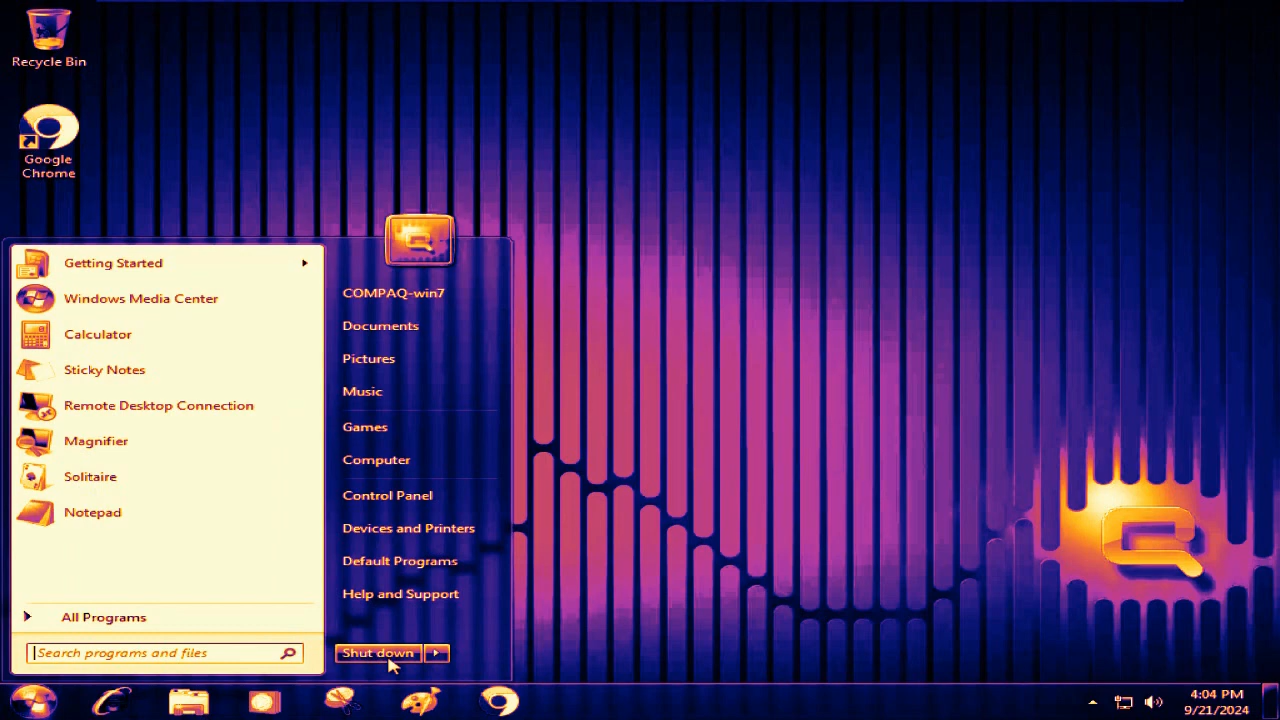 Recycle Bin
Google
Chrome
Getting Started
Windows Media Center
Calculator
Sticky Notes
Remote Desktop Connection
Magnifier
Solitaire
Notepad
All Programs
Search programs and files
COMPAQ-win7
Documents
Pictures
Music
Games
Computer
Control Panel
Devices and Printers
Default Programs
Help and Support
Shut down
4:04 PM
9/21/2024